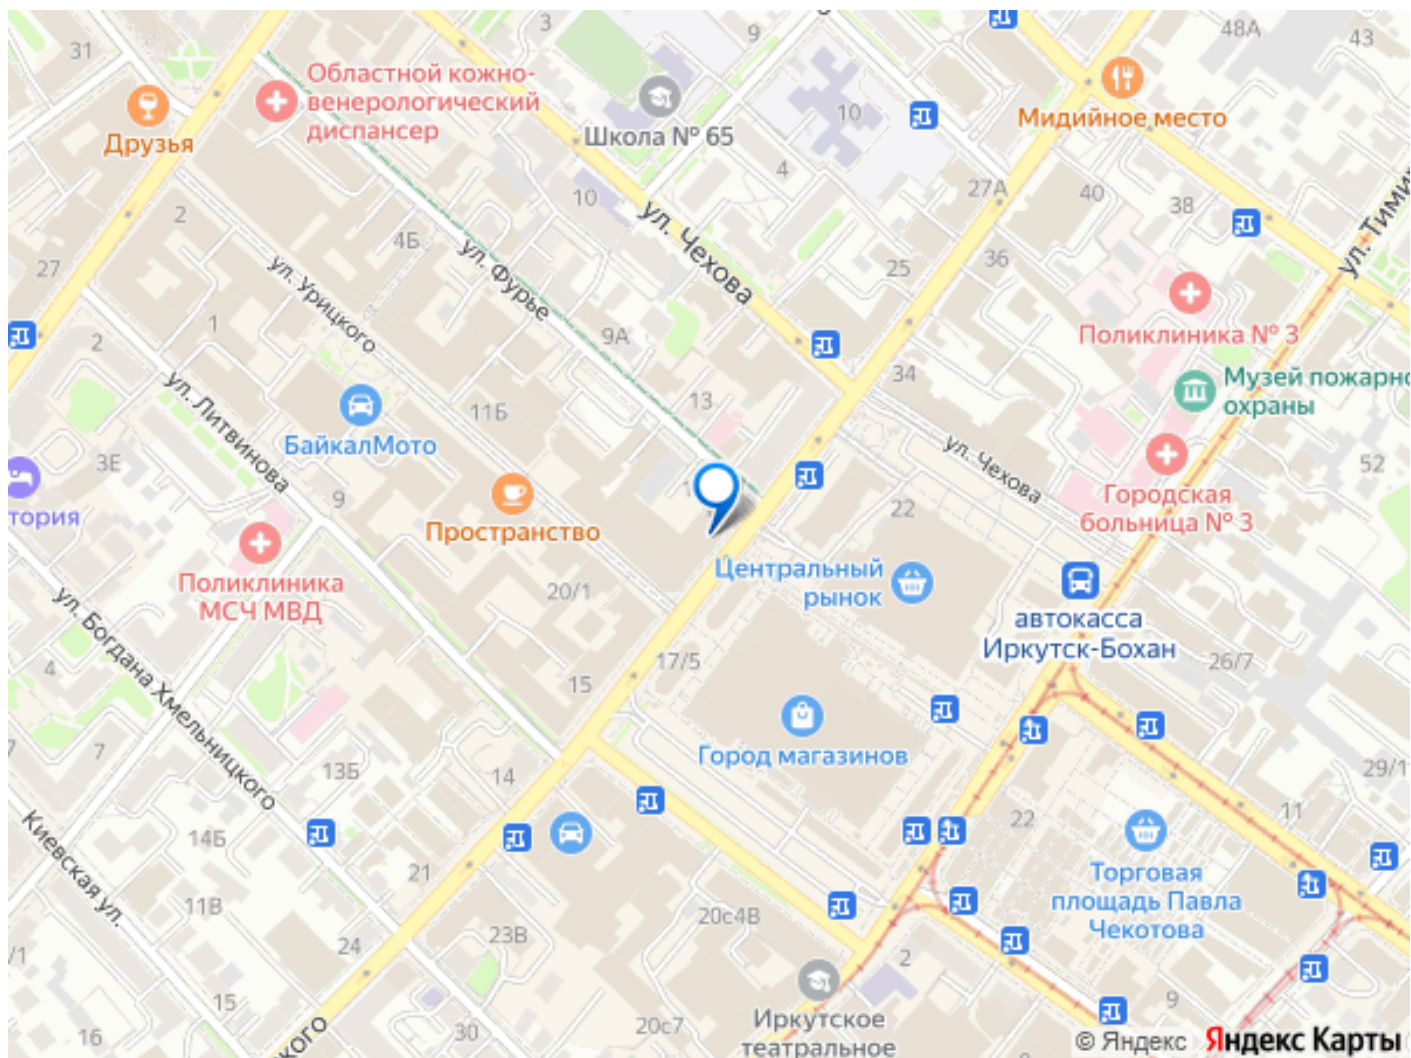 3
9
48А
43
31
Областной кожно-
венерологический
диспансер
Друзья
Школа № 65
10
Мидийное место
4
27А
40
38
2
10
ул. Чехова
4Б
ул. Фурье
ул. Урицкого
27
25
36
Поликлиника № 3
1
2
9А
34
Музей пожарно
охраны
ул. Литвинова
11Б
13
БайкалМото
ул. Чехова
3Е
9
52
тория
Пространство
22
Городская
больница № 3
Поликлиника
МСЧ МВД
Центральный
рынок
20/1
автокасса
Иркутск-Бохан
ул. Богдана Хмельницкого
4
17/5
26/7
15
7
Город магазинов
13Б
14
29/1
11
22
14Б
Киевская ул.
21
Торговая
площадь Павла
Чекотова
11В
20с4В
23В
24
/1
2
15
9
16
30
20с7
Иркутское
театральное
кого
© Яндекс
Яндекс Карты